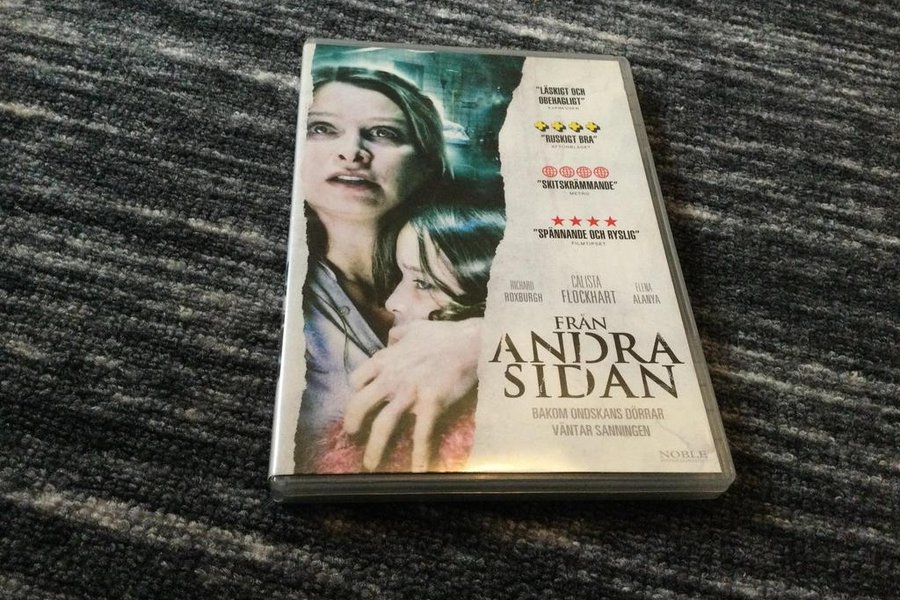 "LÄSKIGT OCH
OBEHAGLIGT"
EXPRESSEN
"RUSKIGT BRA"
AFTONBLADET
"SKITSKRÄMMANDE"
METRO
"SPÄNNANDE OCH RYSLIG"
FILMTIPSET
RICHARD ROXBURGH
CALISTA FLOCKHART
ELENA ALANYA
FRÅN
ANDRA
SIDAN
BAKOM ONDSKANS DÖRRAR
VÄNTAR SANNINGEN
NOBLE